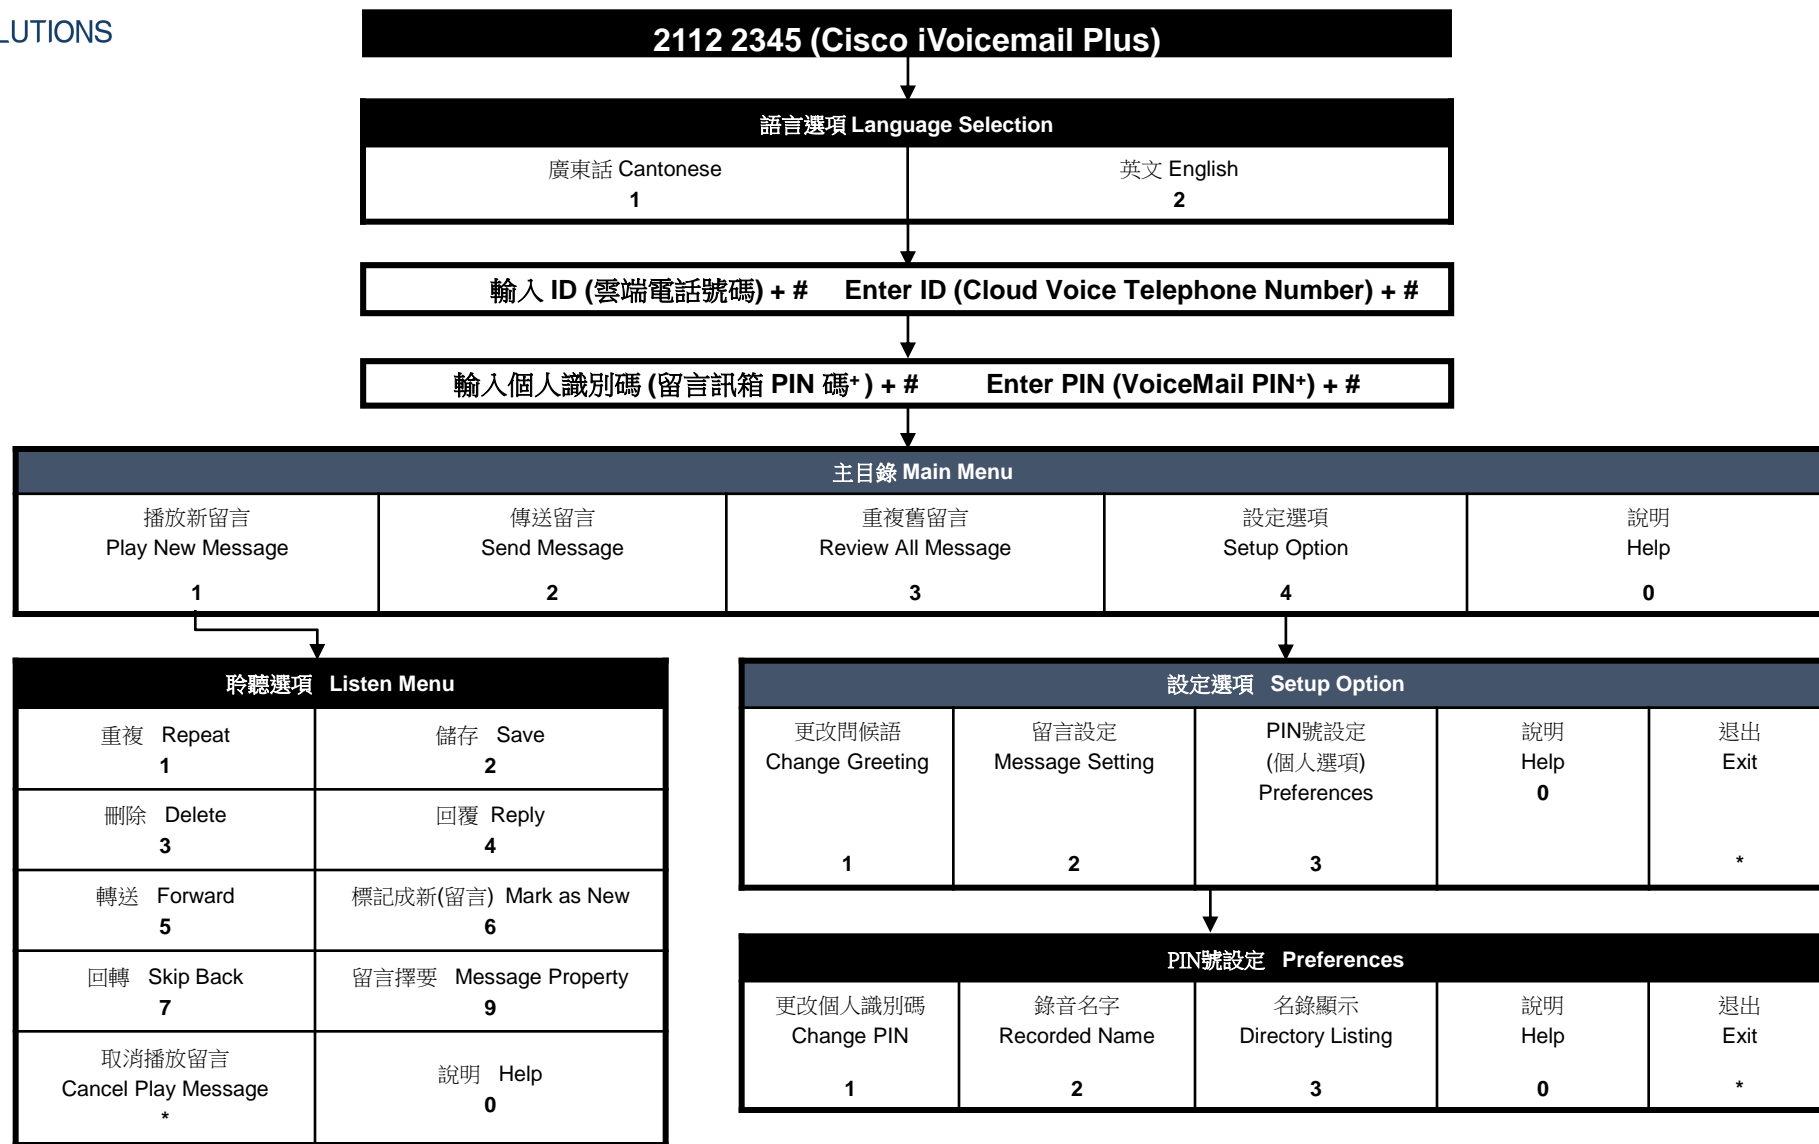 LUTIONS
2112 2345 (Cisco iVoicemail Plus)
語言選項 Language Selection
廣東話 Cantonese
1
英文 English
2
輸入 ID (雲端電話號碼) + # Enter ID (Cloud Voice Telephone Number) + #
輸入個人識別碼 (留言訊箱 PIN 碼+ ) + # Enter PIN (VoiceMail PIN+) + #
主目錄 Main Menu
播放新留言
Play New Message
1
傳送留言
Send Message
2
重複舊留言
Review All Message
3
設定選項
Setup Option
4
說明
Help
0
聆聽選項 Listen Menu
重複 Repeat
1
儲存 Save
2
刪除 Delete
3
回覆 Reply
4
轉送 Forward
5
標記成新(留言) Mark as New
6
回轉 Skip Back
7
留言擇要 Message Property
9
取消播放留言
Cancel Play Message
*
說明 Help
0
設定選項 Setup Option
更改問候語
Change Greeting
1
留言設定
Message Setting
2
PIN號設定
(個人選項)
Preferences
3
說明
Help
0
退出
Exit
*
PIN號設定 Preferences
更改個人識別碼
Change PIN
1
錄音名字
Recorded Name
2
名錄顯示
Directory Listing
3
說明
Help
0
退出
Exit
*